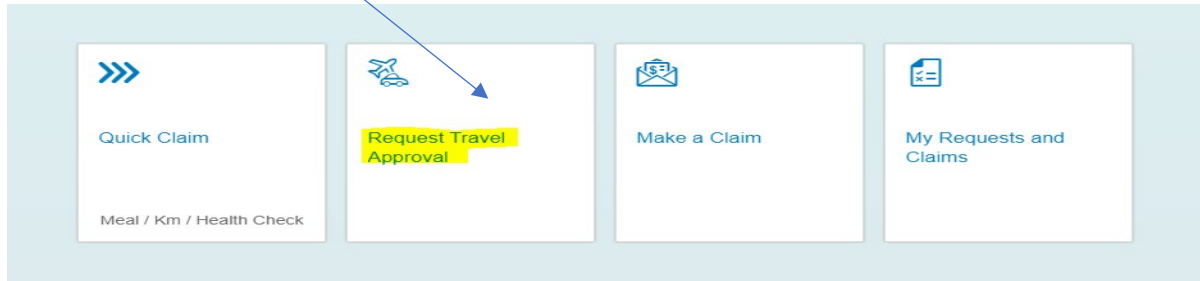 Quick Claim
Meal / Km / Health Check
Request Travel
Approval
Make a Claim
My Requests and
Claims